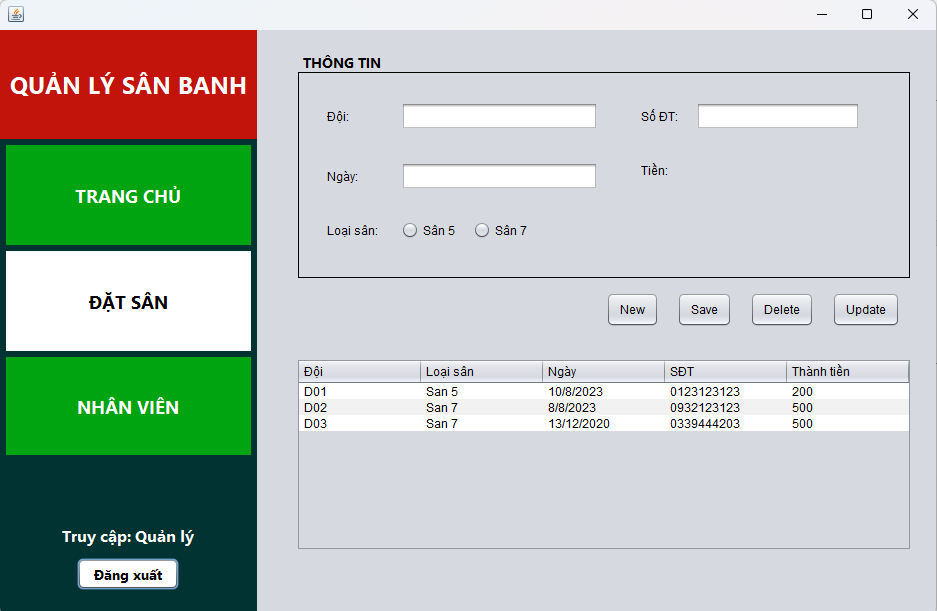 QUẢN LÝ SÂN BANH
TRANG CHỦ
ĐẶT SÂN
NHÂN VIÊN
Truy cập: Quản lý
Đăng xuất
THÔNG TIN
Đội: Số ĐT:
Ngày: Tiền:
Loại sân: Sân 5 Sân 7
New Save Delete Update
Đội Loại sân Ngày SĐT Thành tiền
D01 San 5 10/8/2023 0123123123 200
D02 San 7 8/8/2023 0932123123 500
D03 San 7 13/12/2020 0339444203 500